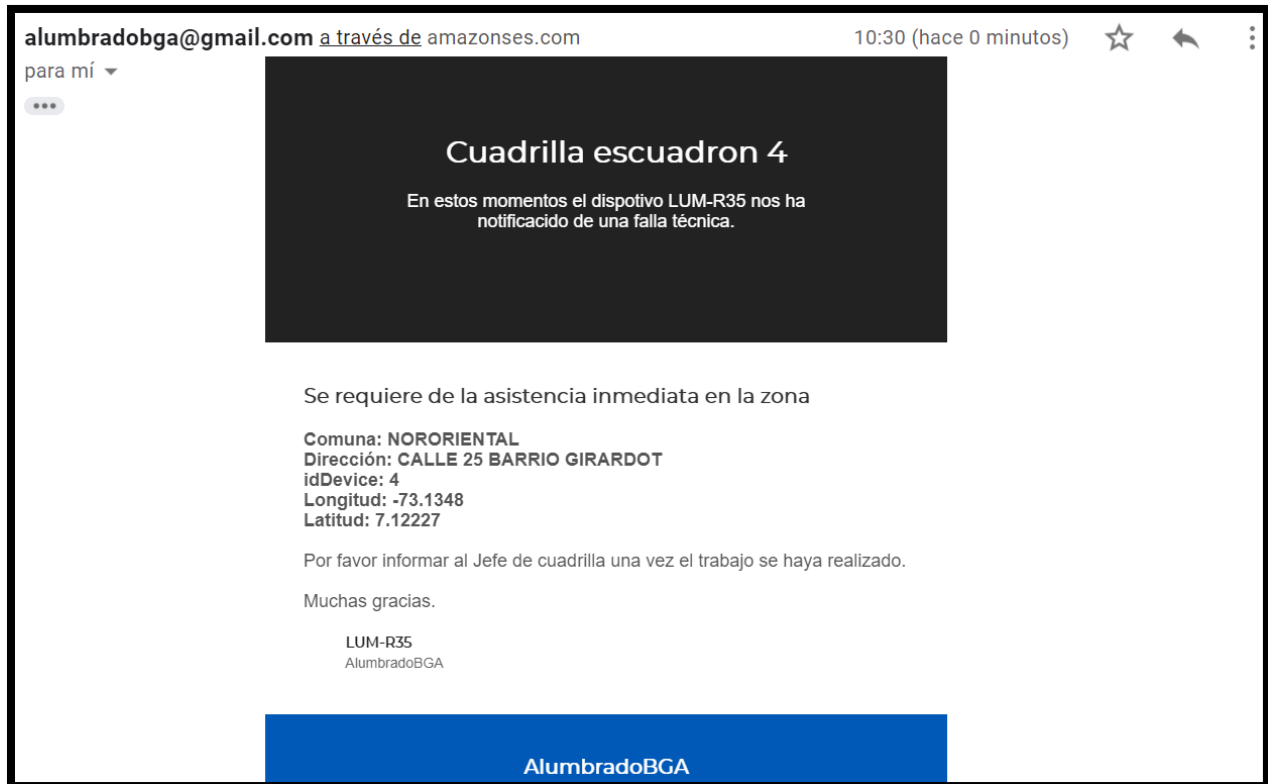 alumbradobga@gmail.com a través de amazonses.com 10:30 (hace 0 minutos)
para mí
Cuadrilla escuadron 4
En estos momentos el dispotivo LUM-R35 nos ha
notificacido de una falla técnica.
Se requiere de la asistencia inmediata en la zona
Comuna: NORORIENTAL
Dirección: CALLE 25 BARRIO GIRARDOT
idDevice: 4
Longitud: -73.1348
Latitud: 7.12227
Por favor informar al Jefe de cuadrilla una vez el trabajo se haya realizado.
Muchas gracias.
LUM-R35
AlumbradoBGA
AlumbradoBGA